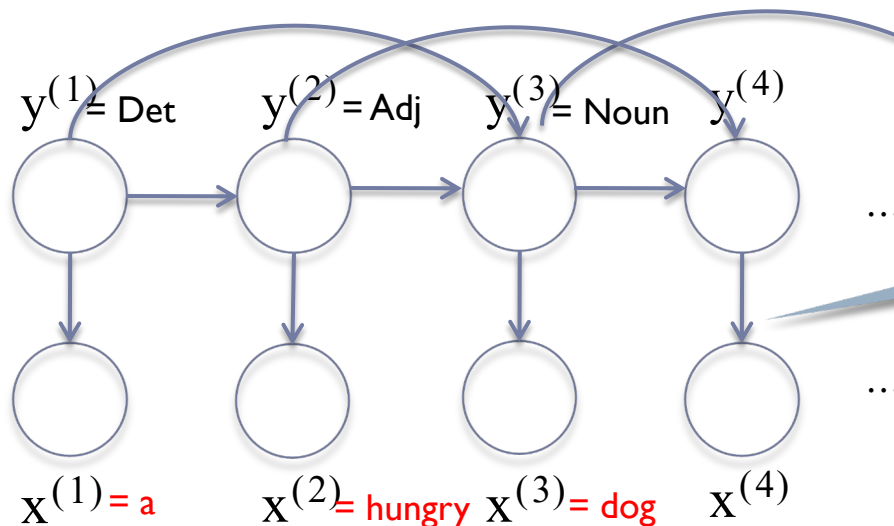 y(1) = Det y(2) = Adj y(3) = Noun y(4)
...
...
x(1) = a x(2) = hungry x(3) = dog x(4)